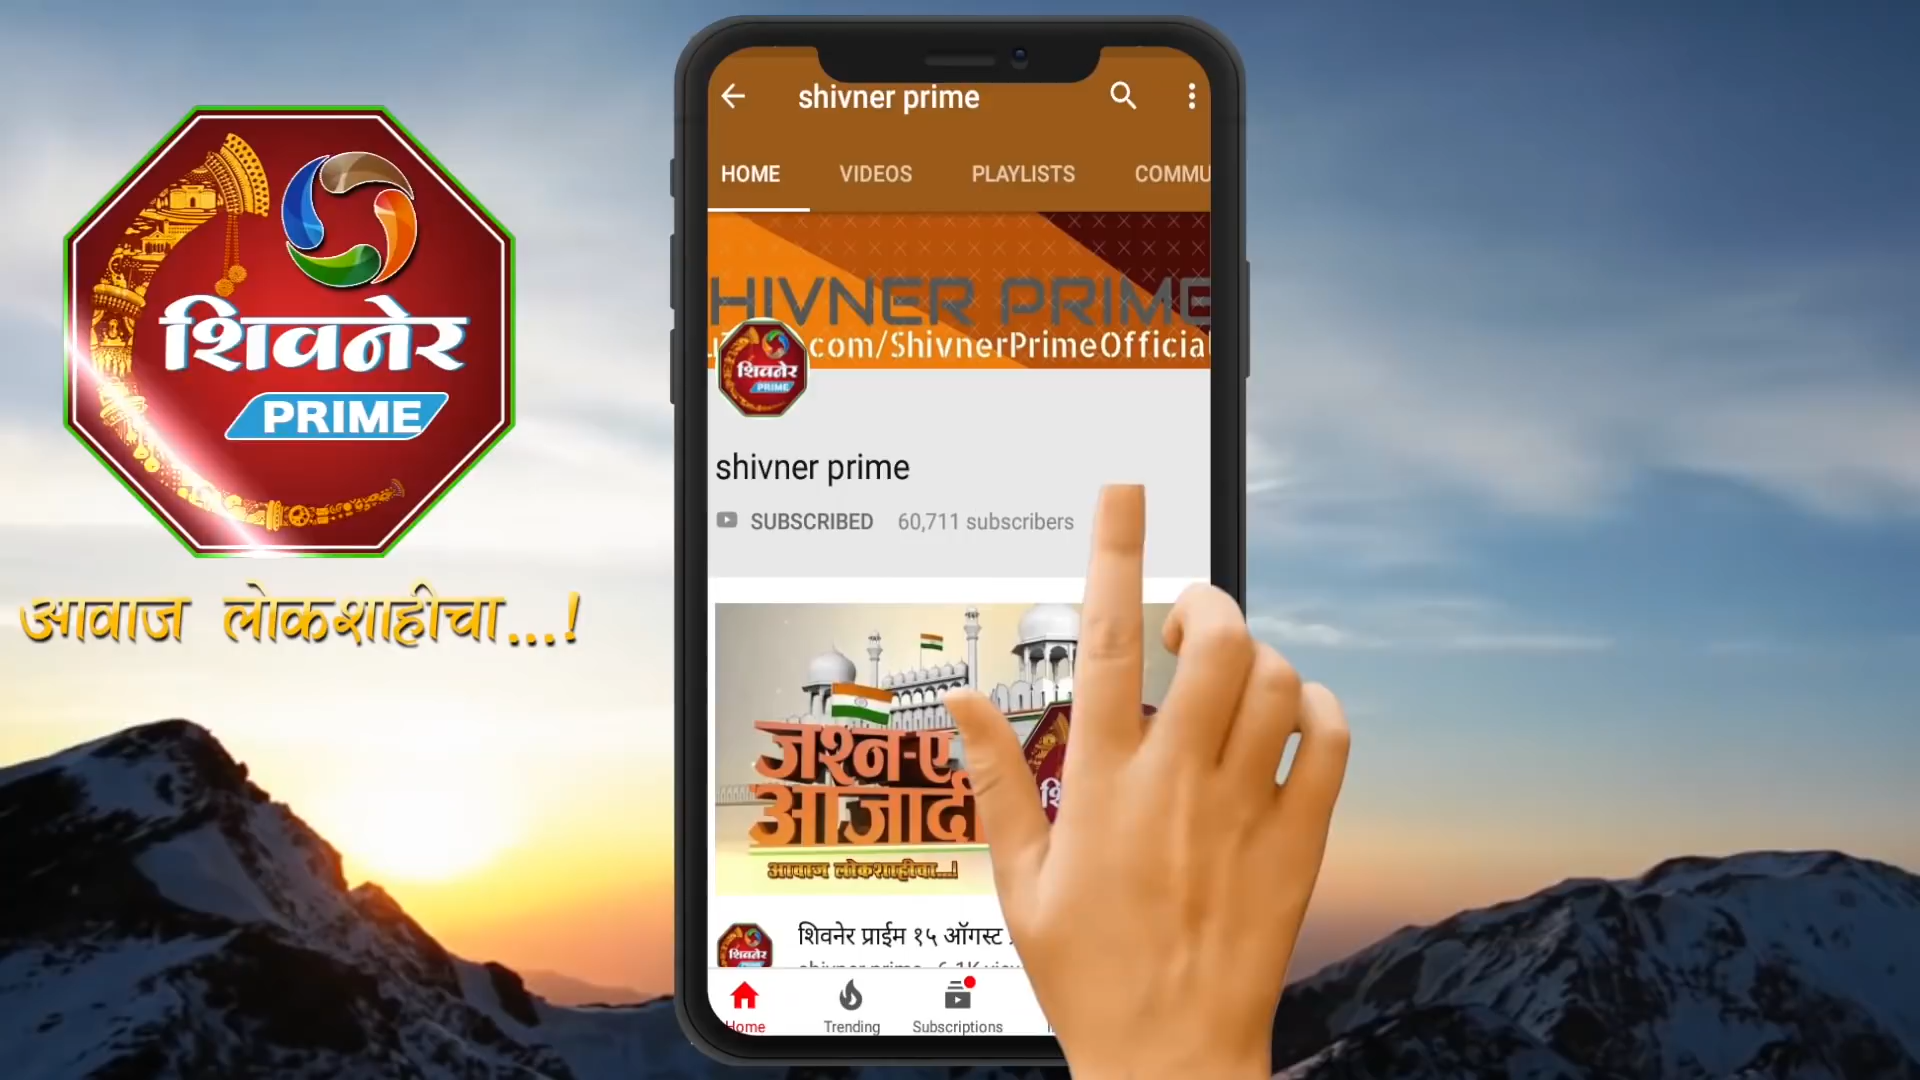 शिवनेर
PRIME
आवाज लोकशाहीचा...!
shivner prime
HOME VIDEOS PLAYLISTS COMMU
HIVNER PRIME
com/ShivnerPrimeOfficial
शिवनेर
PRIME
shivner prime
SUBSCRIBED 60,711 subscribers
जश्न-ए
आजादी
आवाज लोकशाहीचा...!
शिवनेर प्राईम १५ ऑगस्ट
शिवनेर
Home Trending Subscriptions